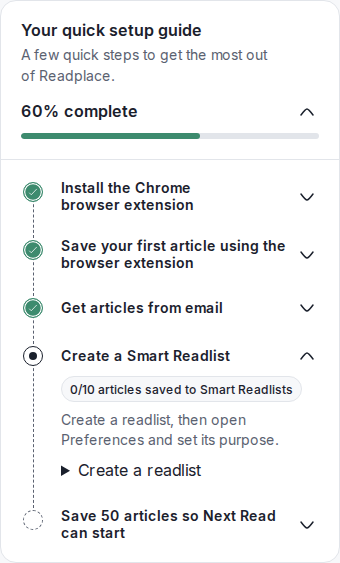 Your quick setup guide
A few quick steps to get the most out
of Readplace.
60% complete
Install the Chrome
browser extension
Save your first article using the
browser extension
Get articles from email
Create a Smart Readlist
0/10 articles saved to Smart Readlists
Create a readlist, then open
Preferences and set its purpose.
Create a readlist
Save 50 articles so Next Read
can start